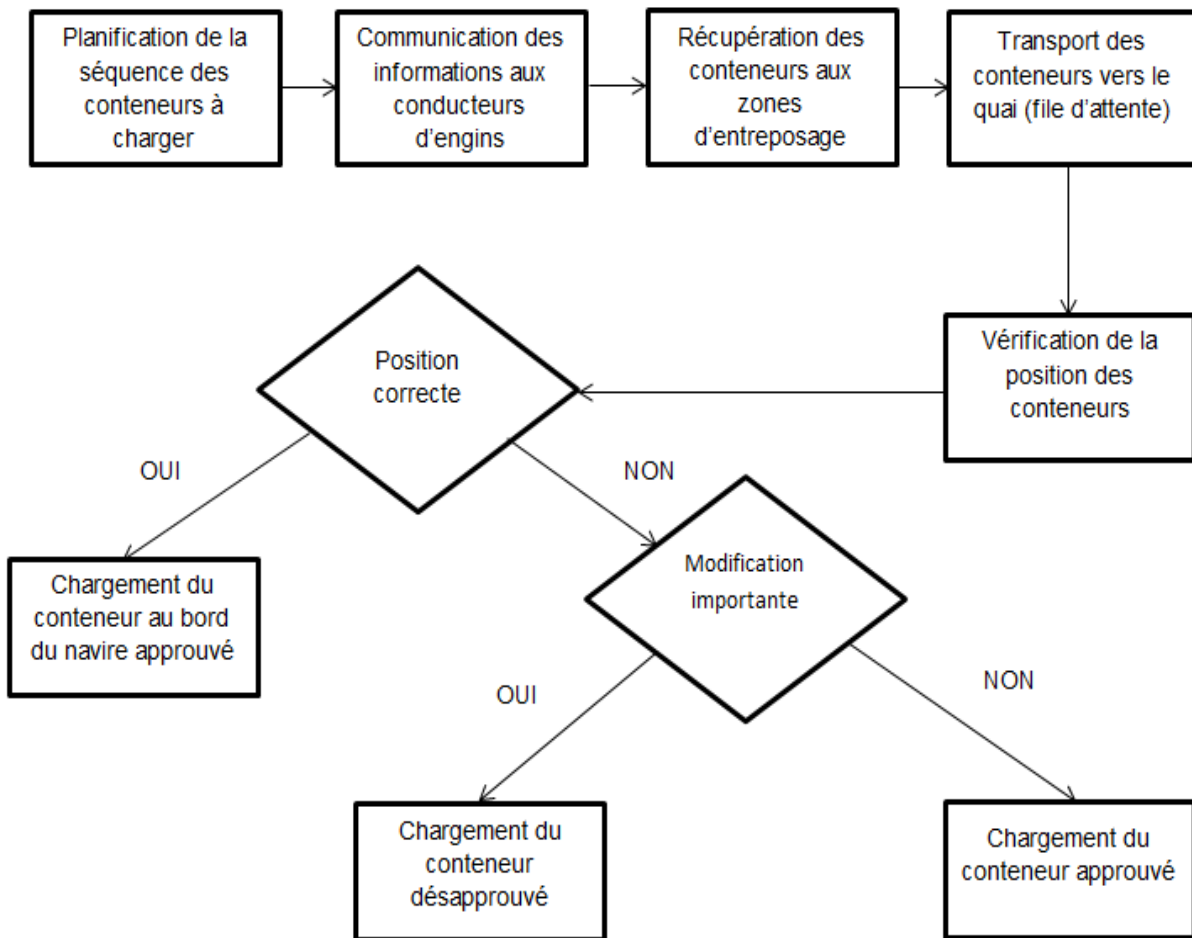 Planification de la
séquence des
conteneurs à
charger
Communication des
informations aux
conducteurs
d'engins
Récupération des
conteneurs aux
zones
d'entreposage
Transport des
conteneurs vers le
quai (file d'attente)
Vérification de la
position des
conteneurs
Position
correcte
OUI
NON
Chargement du
conteneur au bord
du navire approuvé
Modification
importante
OUI
NON
Chargement du
conteneur
désapprouvé
Chargement du
conteneur approuvé